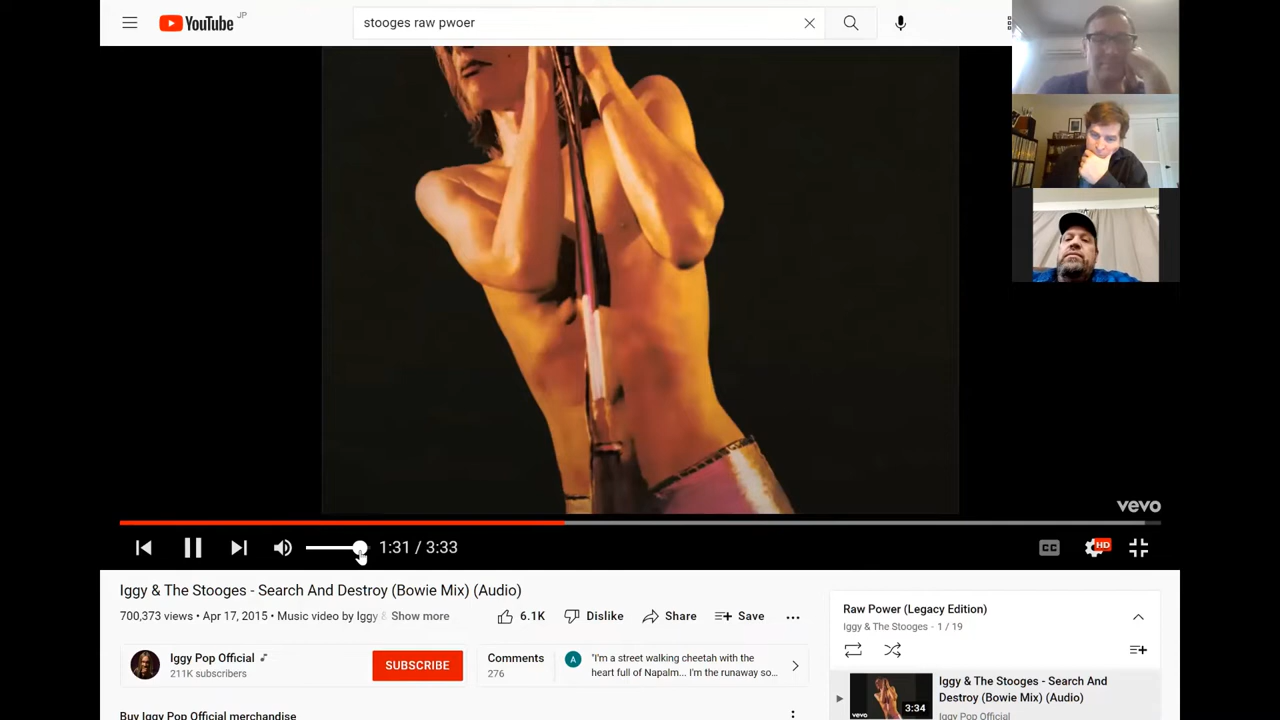 YouTube JP
stooges raw pwoer
vevo
1:31 / 3:33
CC
HD
Iggy & The Stooges - Search And Destroy (Bowie Mix) (Audio)
700,373 views • Apr 17, 2015 • Music video by Iggy & Show more
6.1K
Dislike
Share
Save
Iggy Pop Official
211K subscribers
SUBSCRIBE
Comments
276
A
"I'm a street walking cheetah with the
heart full of Napalm... I'm the runaway so...
Buy Iggy Pop Official merchandise
Raw Power (Legacy Edition)
Iggy & The Stooges - 1 / 19
vevo
3:34
Iggy & The Stooges - Search And
Destroy (Bowie Mix) (Audio)
Iggy Pop Official